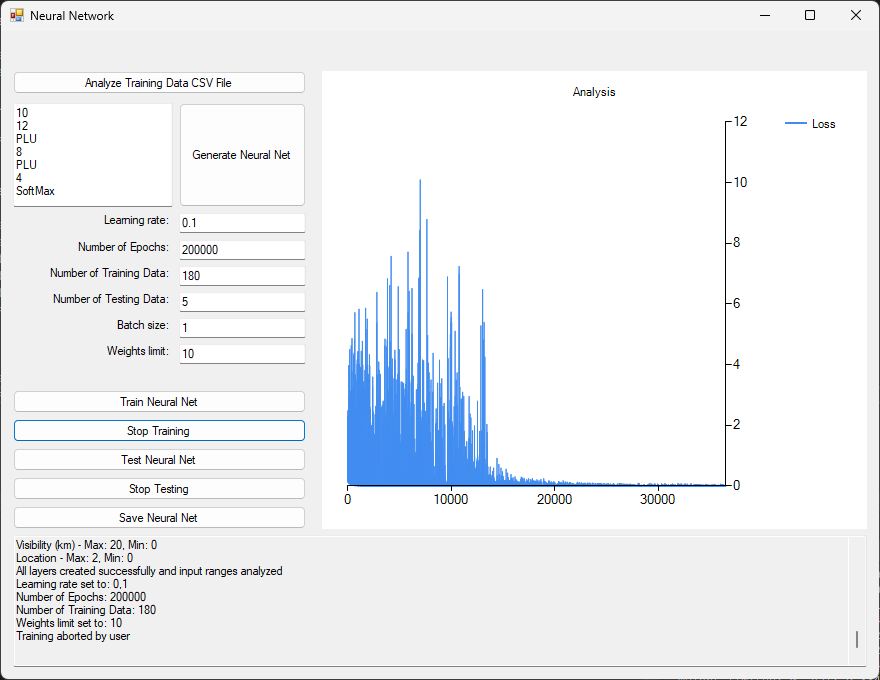 Neural Network
Analyze Training Data CSV File
10
12
PLU
8
PLU
4
SoftMax
Generate Neural Net
Learning rate: 0.1
Number of Epochs: 200000
Number of Training Data: 180
Number of Testing Data: 5
Batch size: 1
Weights limit: 10
Train Neural Net
Stop Training
Test Neural Net
Stop Testing
Save Neural Net
Analysis
Loss
12
10
8
6
4
2
0
0 10000 20000 30000
Visibility (km) - Max: 20, Min: 0
Location - Max: 2, Min: 0
All layers created successfully and input ranges analyzed
Learning rate set to: 0,1
Number of Epochs: 200000
Number of Training Data: 180
Weights limit set to: 10
Training aborted by user